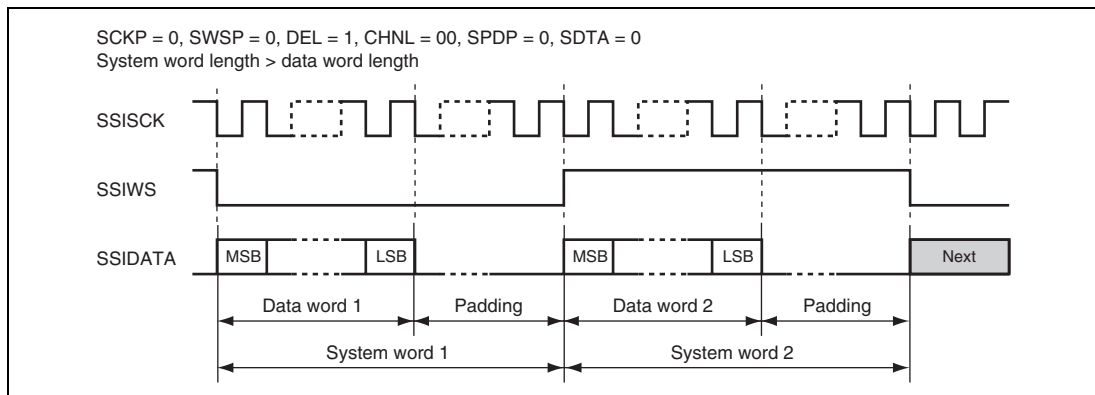 SCKP = 0, SWSP = 0, DEL = 1, CHNL = 00, SPDP = 0, SDTA = 0
System word length > data word length
SSISCK
SSIWS
SSIDATA
MSB
LSB
MSB
LSB
Next
Data word 1
Padding
Data word 2
Padding
System word 1
System word 2